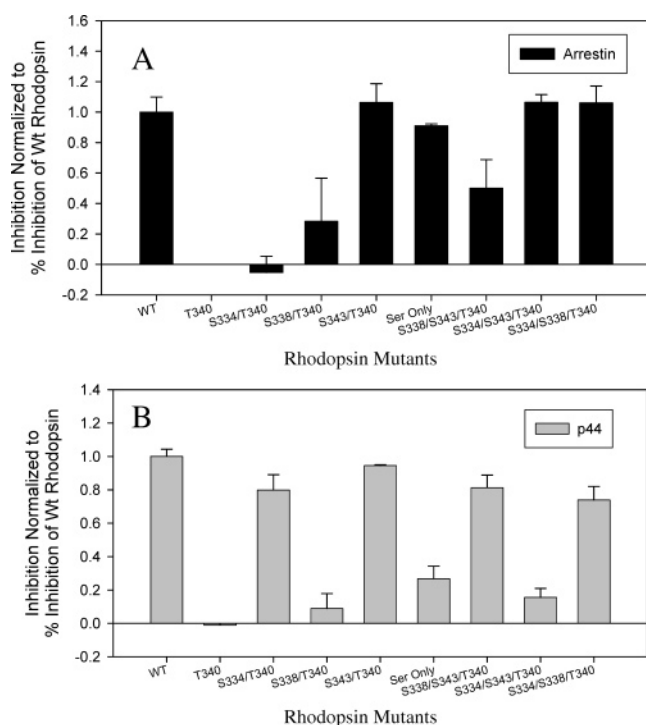 1.6
1.4
1.2
1.0
0.8
0.6
0.4
0.2
0.0
-0.2
Inhibition Normalized to
% Inhibition of Wt Rhodopsin
A
Arrestin
WT
T340
S334/T340
S338/T340
S343/T340
Ser Only
S338/S343/T340
S334/S343/T340
S334/S338/T340
Rhodopsin Mutants
1.4
1.2
1.0
0.8
0.6
0.4
0.2
0.0
-0.2
Inhibition Normalized to
% Inhibition of Wt Rhodopsin
B
p44
WT
T340
S334/T340
S338/T340
S343/T340
Ser Only
S338/S343/T340
S334/S343/T340
S334/S338/T340
Rhodopsin Mutants